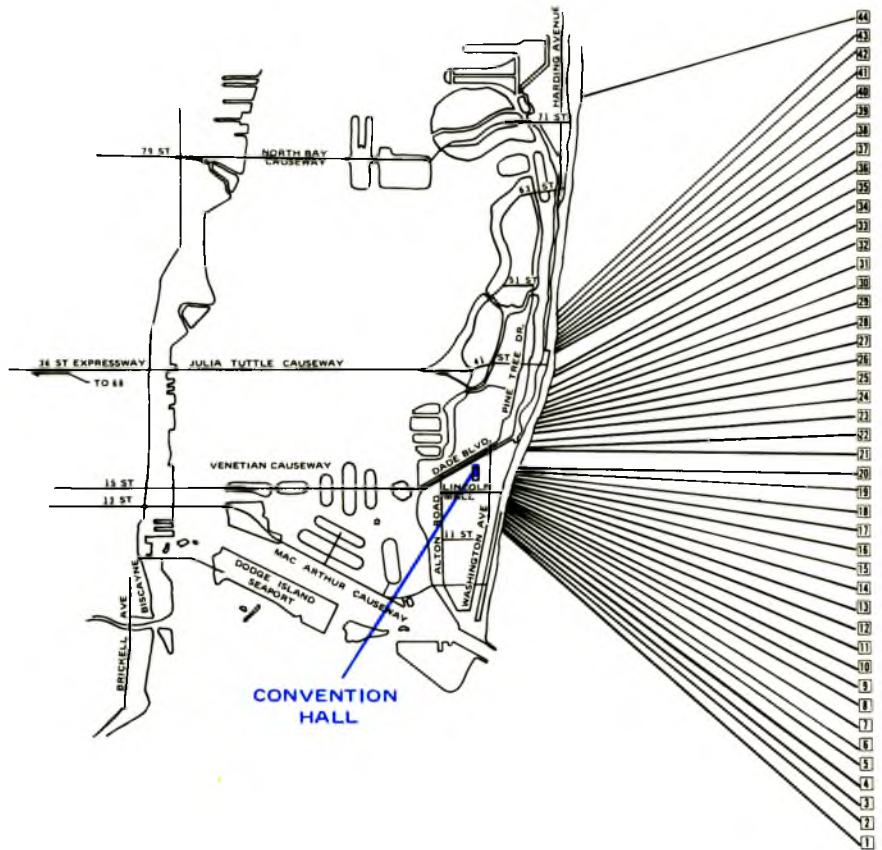 HARDING AVENUE
71 ST
79 ST
NORTH BAY
CAUSEWAY
63 ST
51 ST
PINE TREE DR.
36 ST EXPRESSWAY
JULIA TUTTLE CAUSEWAY
41 ST
TO 68
DADE BLVD.
VENETIAN CAUSEWAY
15 ST
13 ST
LINCOLN
MALL
ALTON ROAD
11 ST
WASHINGTON AVE
MAC ARTHUR CAUSEWAY
DODGE ISLAND
SEAPORT
BISCAYNE
BRICKELL AVE
CONVENTION
HALL
44
43
42
41
40
39
38
37
36
35
34
33
32
31
30
29
28
27
26
25
24
23
22
21
20
19
18
17
16
15
14
13
12
11
10
9
8
7
6
5
4
3
2
1